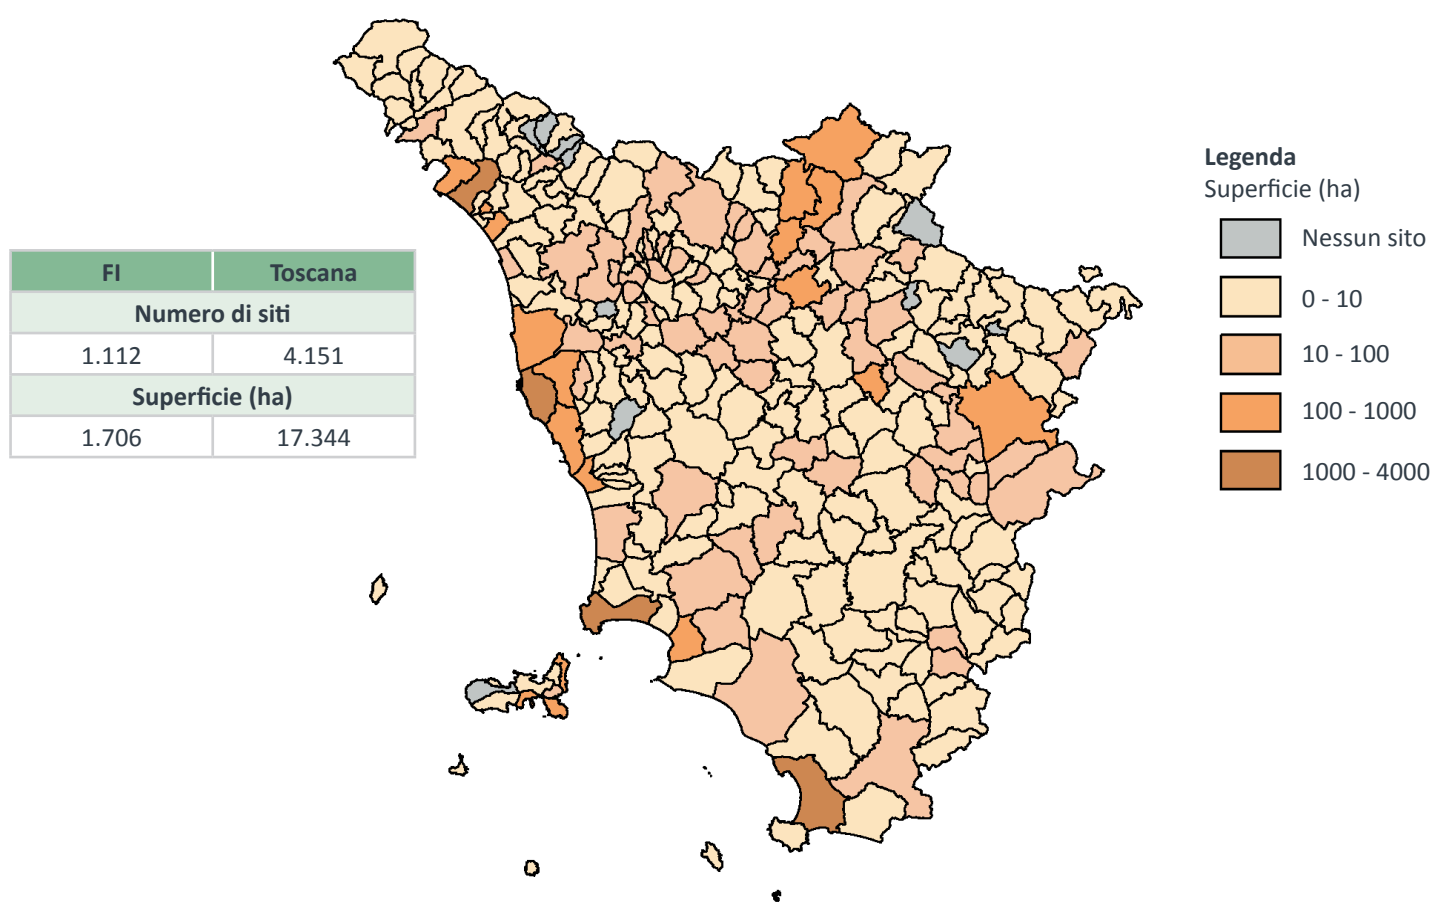 Legenda
Superficie (ha)
Nessun sito
0 - 10
10 - 100
100 - 1000
1000 - 4000
FI Toscana
Numero di siti
1.112 4.151
Superficie (ha)
1.706 17.344